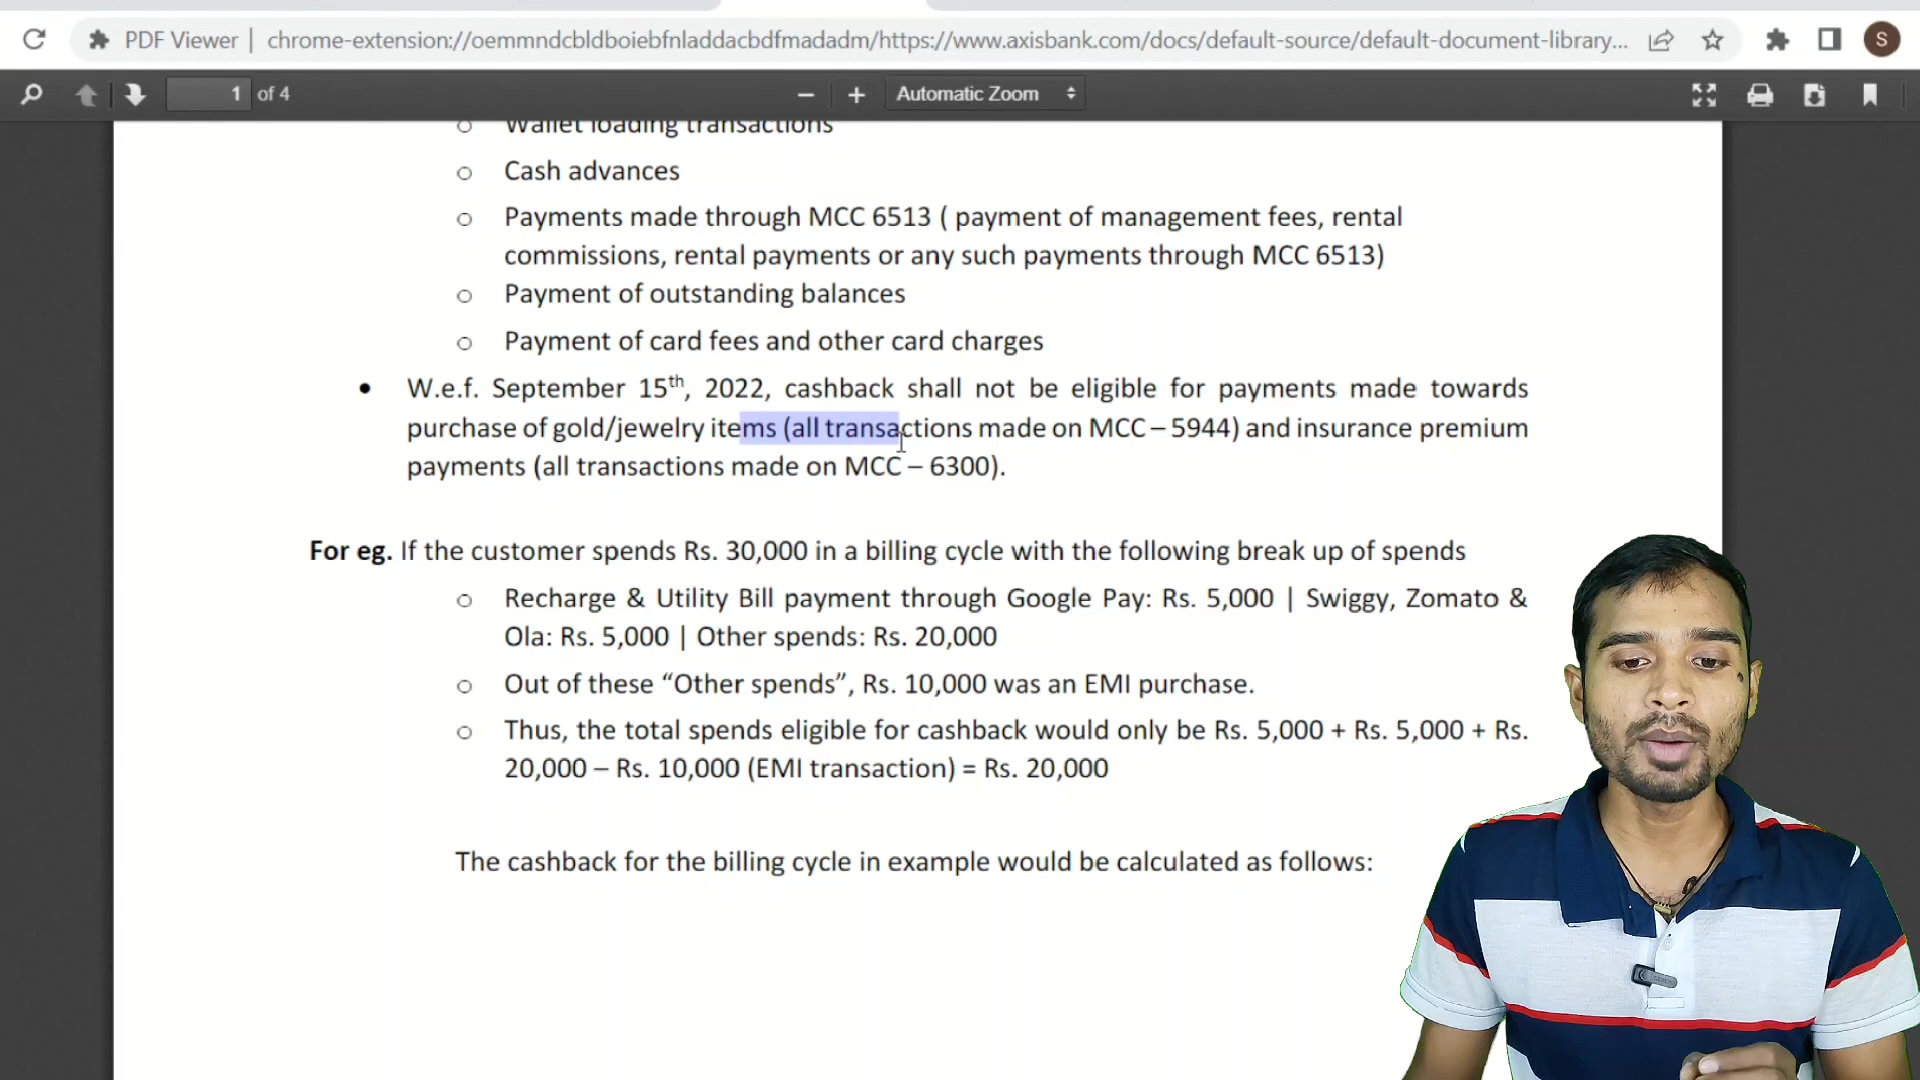 PDF Viewer | chrome-extension://oemmndcbldboiebfnladdacbdfmadadm/https://www.axisbank.com/docs/default-source/default-document-library... S
1 of 4 Automatic Zoom
o Wallet loading transactions
o Cash advances
o Payments made through MCC 6513 ( payment of management fees, rental
commissions, rental payments or any such payments through MCC 6513)
o Payment of outstanding balances
o Payment of card fees and other card charges
• W.e.f. September 15th, 2022, cashback shall not be eligible for payments made towards
purchase of gold/jewelry items (all transactions made on MCC – 5944) and insurance premium
payments (all transactions made on MCC – 6300).
For eg. If the customer spends Rs. 30,000 in a billing cycle with the following break up of spends
o Recharge & Utility Bill payment through Google Pay: Rs. 5,000 | Swiggy, Zomato &
Ola: Rs. 5,000 | Other spends: Rs. 20,000
o Out of these “Other spends”, Rs. 10,000 was an EMI purchase.
o Thus, the total spends eligible for cashback would only be Rs. 5,000 + Rs. 5,000 + Rs.
20,000 – Rs. 10,000 (EMI transaction) = Rs. 20,000
The cashback for the billing cycle in example would be calculated as follows: